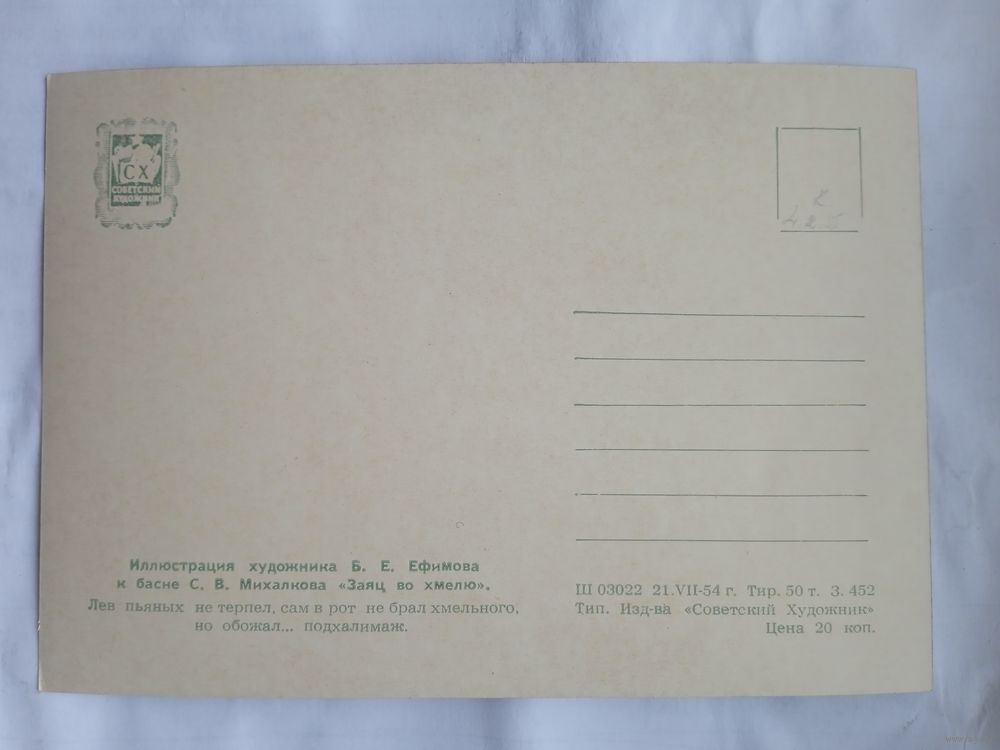 СХ
СОВЕТСКИЙ
ХУДОЖНИК
Иллюстрация художника Б. Е. Ефимова
к басне С. В. Михалкова «Заяц во хмелю».
Лев пьяных не терпел, сам в рот не брал хмельного,
но обожал... подхалимаж.
Ш 03022 21.VII-54 г. Тир. 50 т. З. 452
Тип. Изд-ва «Советский Художник»
Цена 20 коп.